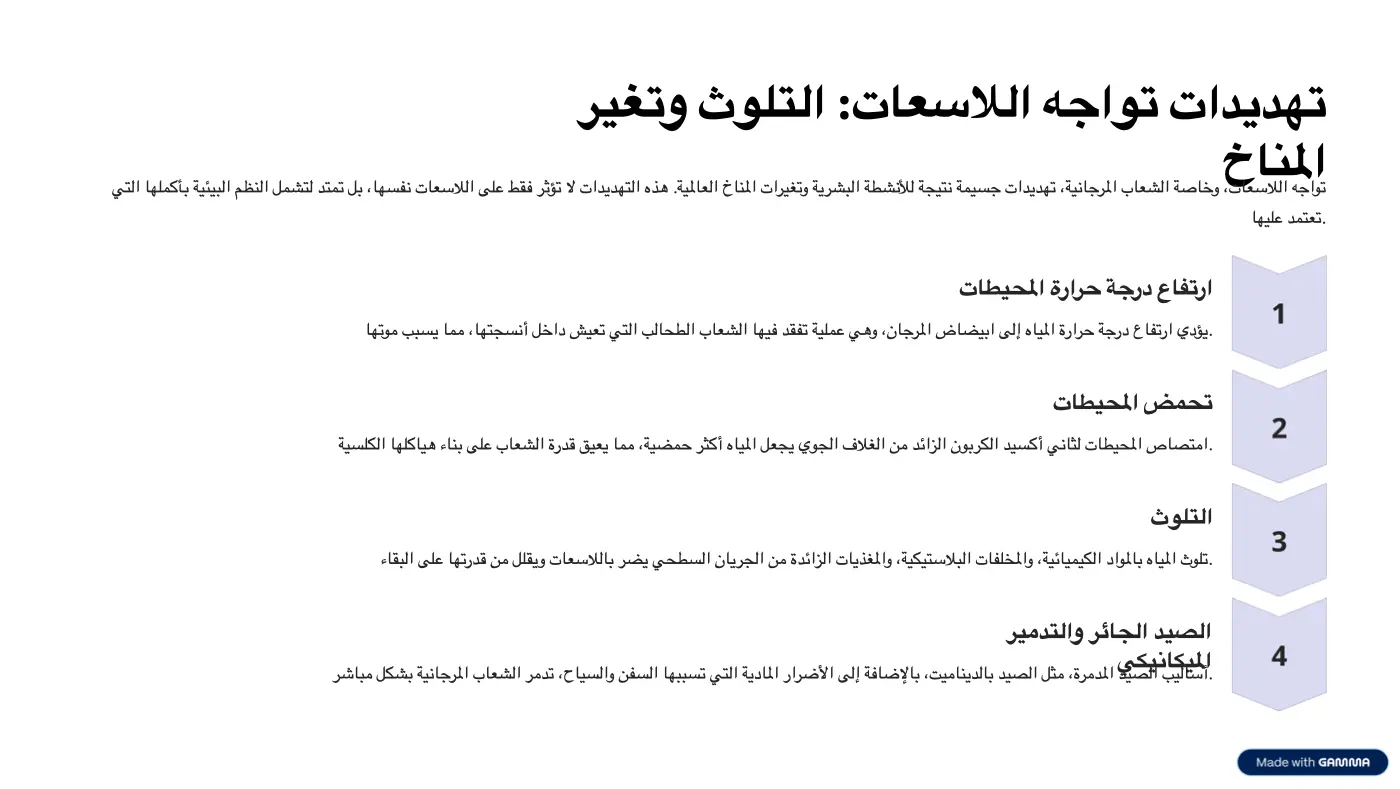 تهديدات تواجه اللاسعات: التلوث وتغير
المناخ
تواجه اللاسعات، وخاصة الشعاب المرجانية، تهديدات جسيمة نتيجة للأنشطة البشرية وتغيرات المناخ العالمية. هذه التهديدات لا تؤثر فقط على اللاسعات نفسها، بل تمتد لتشمل النظم البيئية بأكملها التي
تعتمد عليها.
1
ارتفاع درجة حرارة المحيطات
يؤدي ارتفاع درجة حرارة المياه إلى ابيضاض المرجان، وهي عملية تفقد فيها الشعاب الطحالب التي تعيش داخل أنسجتها، مما يسبب موتها.
2
تحمض المحيطات
امتصاص المحيطات لثاني أكسيد الكربون الزائد من الغلاف الجوي يجعل المياه أكثر حمضية، مما يعيق قدرة الشعاب على بناء هياكلها الكلسية.
3
التلوث
تلوث المياه بالمواد الكيميائية، والمخلفات البلاستيكية، والمغذيات الزائدة من الجريان السطحي يضر باللاسعات ويقلل من قدرتها على البقاء.
4
الصيد الجائر والتدمير
الميكانيكي
أساليب الصيد المدمرة، مثل الصيد بالديناميت، بالإضافة إلى الأضرار المادية التي تسببها السفن والسياح، تدمر الشعاب المرجانية بشكل مباشر.
Made with GAMMA